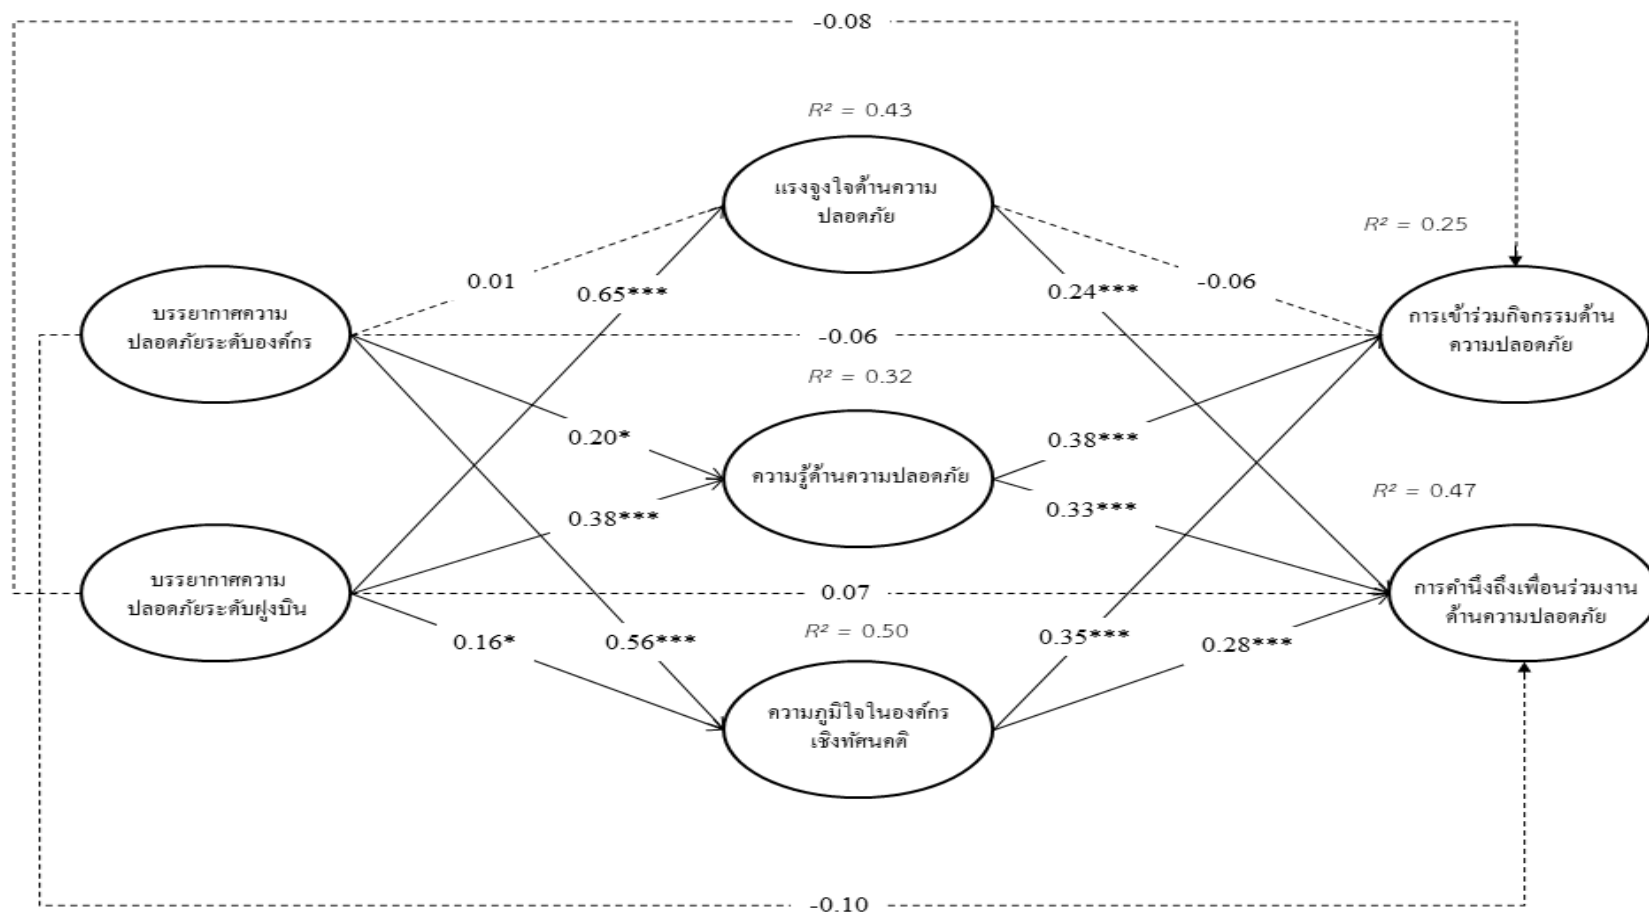 -0.08
R² = 0.43
แรงจูงใจด้านความ
ปลอดภัย
R² = 0.25
0.01
0.65***
0.24***
-0.06
บรรยากาศความ
ปลอดภัยระดับองค์กร
-0.06
การเข้าร่วมกิจกรรมด้าน
ความปลอดภัย
R² = 0.32
0.20*
0.38***
ความรู้ด้านความปลอดภัย
R² = 0.47
0.38***
0.33***
บรรยากาศความ
ปลอดภัยระดับฝูงบิน
0.07
การคำนึงถึงเพื่อนร่วมงาน
ด้านความปลอดภัย
R² = 0.50
0.16*
0.56***
0.35***
0.28***
ความภูมิใจในองค์กร
เชิงทัศนคติ
-0.10